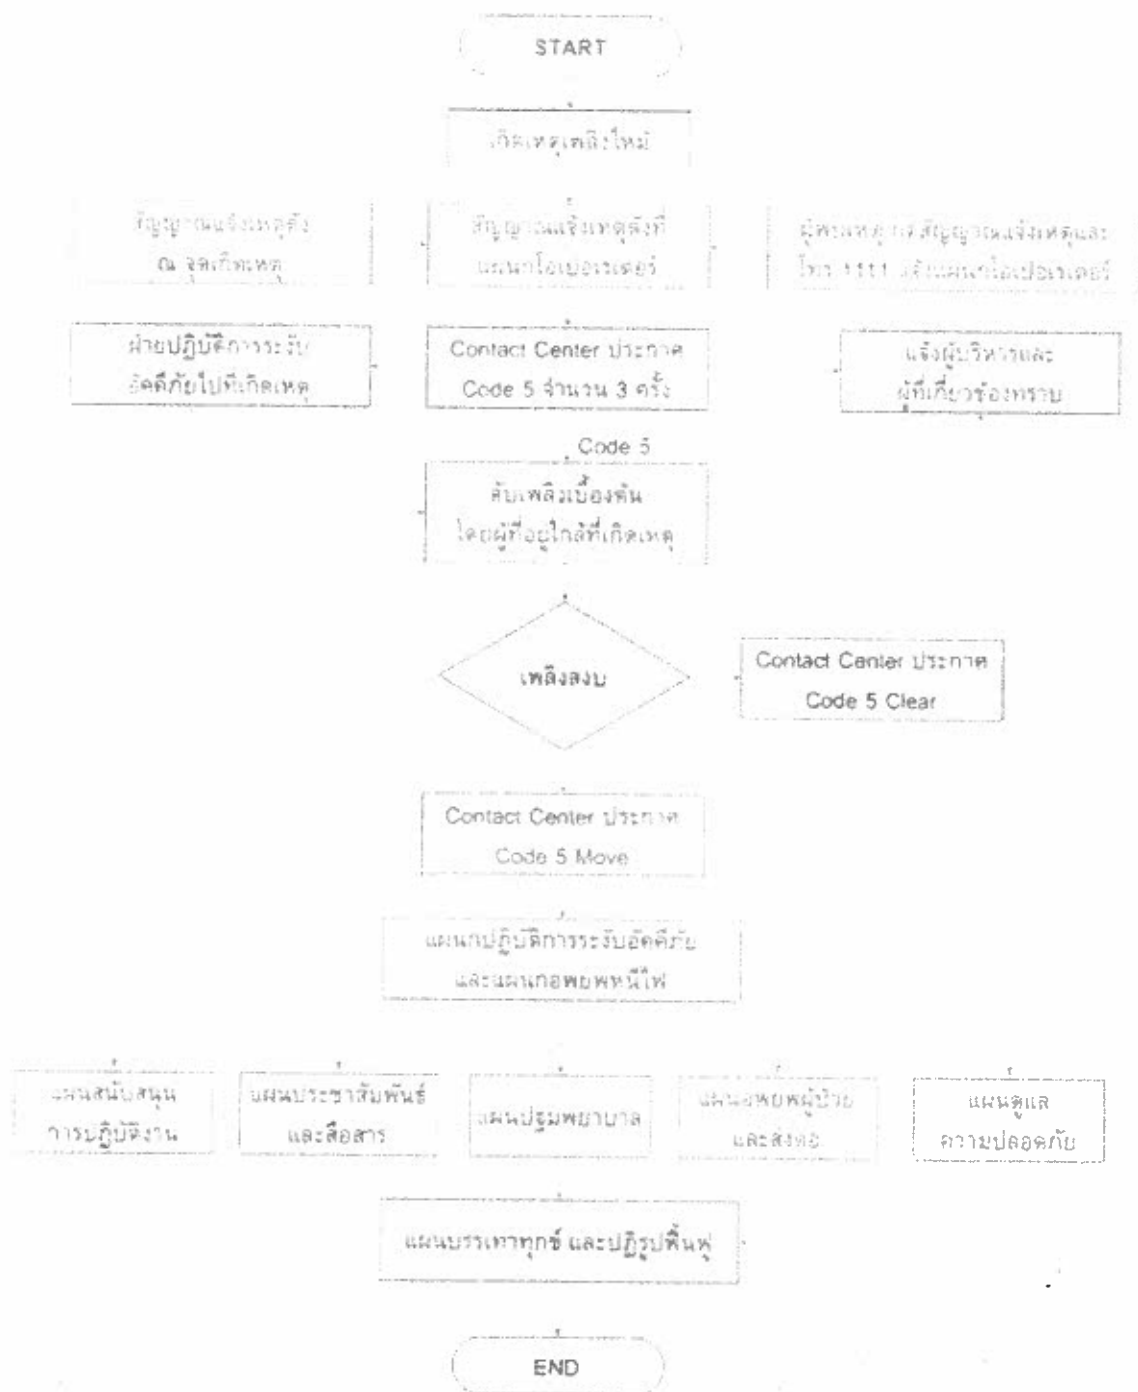 START
เกิดเหตุเพลิงไหม้
สัญญาณแจ้งเหตุดัง
ณ จุดเกิดเหตุ
สัญญาณแจ้งเหตุดังที่
แผนกโอเปอเรเตอร์
ผู้พบเหตุ กดสัญญาณแจ้งเหตุและ
โทร 1111 แจ้งแผนกโอเปอเรเตอร์
ฝ่ายปฏิบัติการระงับ
อัคคีภัยไปที่เกิดเหตุ
Contact Center ประกาศ
Code 5 จำนวน 3 ครั้ง
แจ้งผู้บริหารและ
ผู้ที่เกี่ยวข้องทราบ
Code 5
ดับเพลิงเบื้องต้น
โดยผู้ที่อยู่ใกล้ที่เกิดเหตุ
เพลิงสงบ
Contact Center ประกาศ
Code 5 Clear
Contact Center ประกาศ
Code 5 Move
แผนกปฏิบัติการระงับอัคคีภัย
และแผนกอพยพหนีไฟ
แผนสนับสนุน
การปฏิบัติงาน
แผนประชาสัมพันธ์
และสื่อสาร
แผนปฐมพยาบาล
แผนอพยพผู้ป่วย
และส่งต่อ
แผนดูแล
ความปลอดภัย
แผนบรรเทาทุกข์ และปฏิรูปฟื้นฟู
END